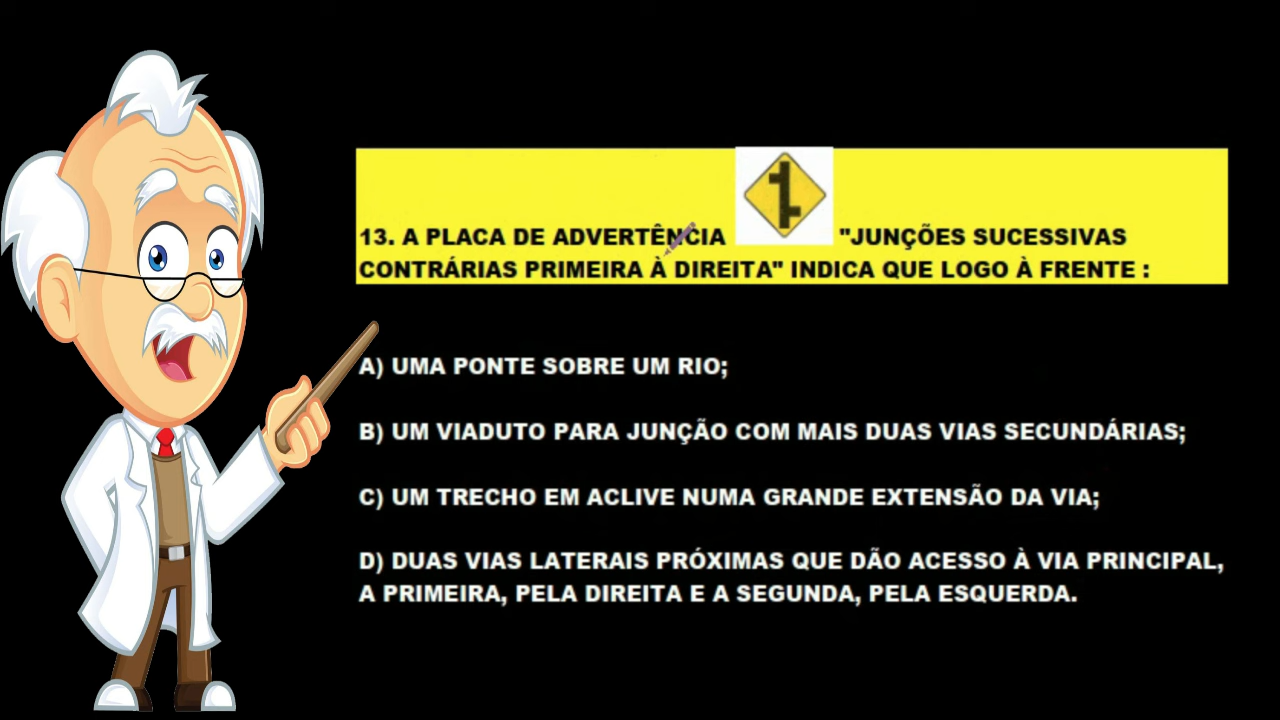 13. A PLACA DE ADVERTÊNCIA "JUNÇÕES SUCESSIVAS
CONTRÁRIAS PRIMEIRA À DIREITA" INDICA QUE LOGO À FRENTE :
A) UMA PONTE SOBRE UM RIO;
B) UM VIADUTO PARA JUNÇÃO COM MAIS DUAS VIAS SECUNDÁRIAS;
C) UM TRECHO EM ACLIVE NUMA GRANDE EXTENSÃO DA VIA;
D) DUAS VIAS LATERAIS PRÓXIMAS QUE DÃO ACESSO À VIA PRINCIPAL,
A PRIMEIRA, PELA DIREITA E A SEGUNDA, PELA ESQUERDA.